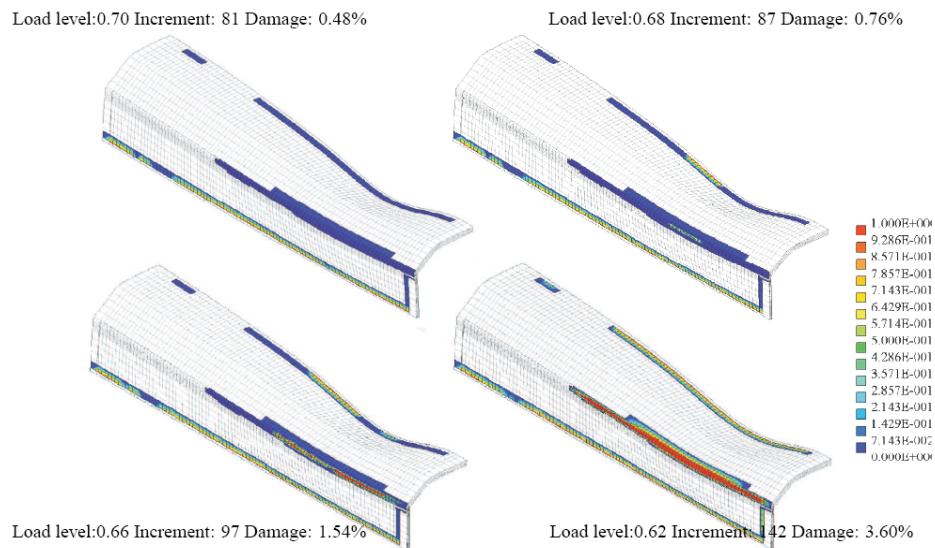 Load level:0.70 Increment: 81 Damage: 0.48%
Load level:0.68 Increment: 87 Damage: 0.76%
1.000E+00
9.286E-001
8.571E-001
7.857E-001
7.143E-001
6.429E-001
5.714E-001
5.000E-001
4.286E-001
3.571E-001
2.857E-001
2.143E-001
1.429E-001
7.143E-002
0.000E+00
Load level:0.66 Increment: 97 Damage: 1.54%
Load level:0.62 Increment: 142 Damage: 3.60%